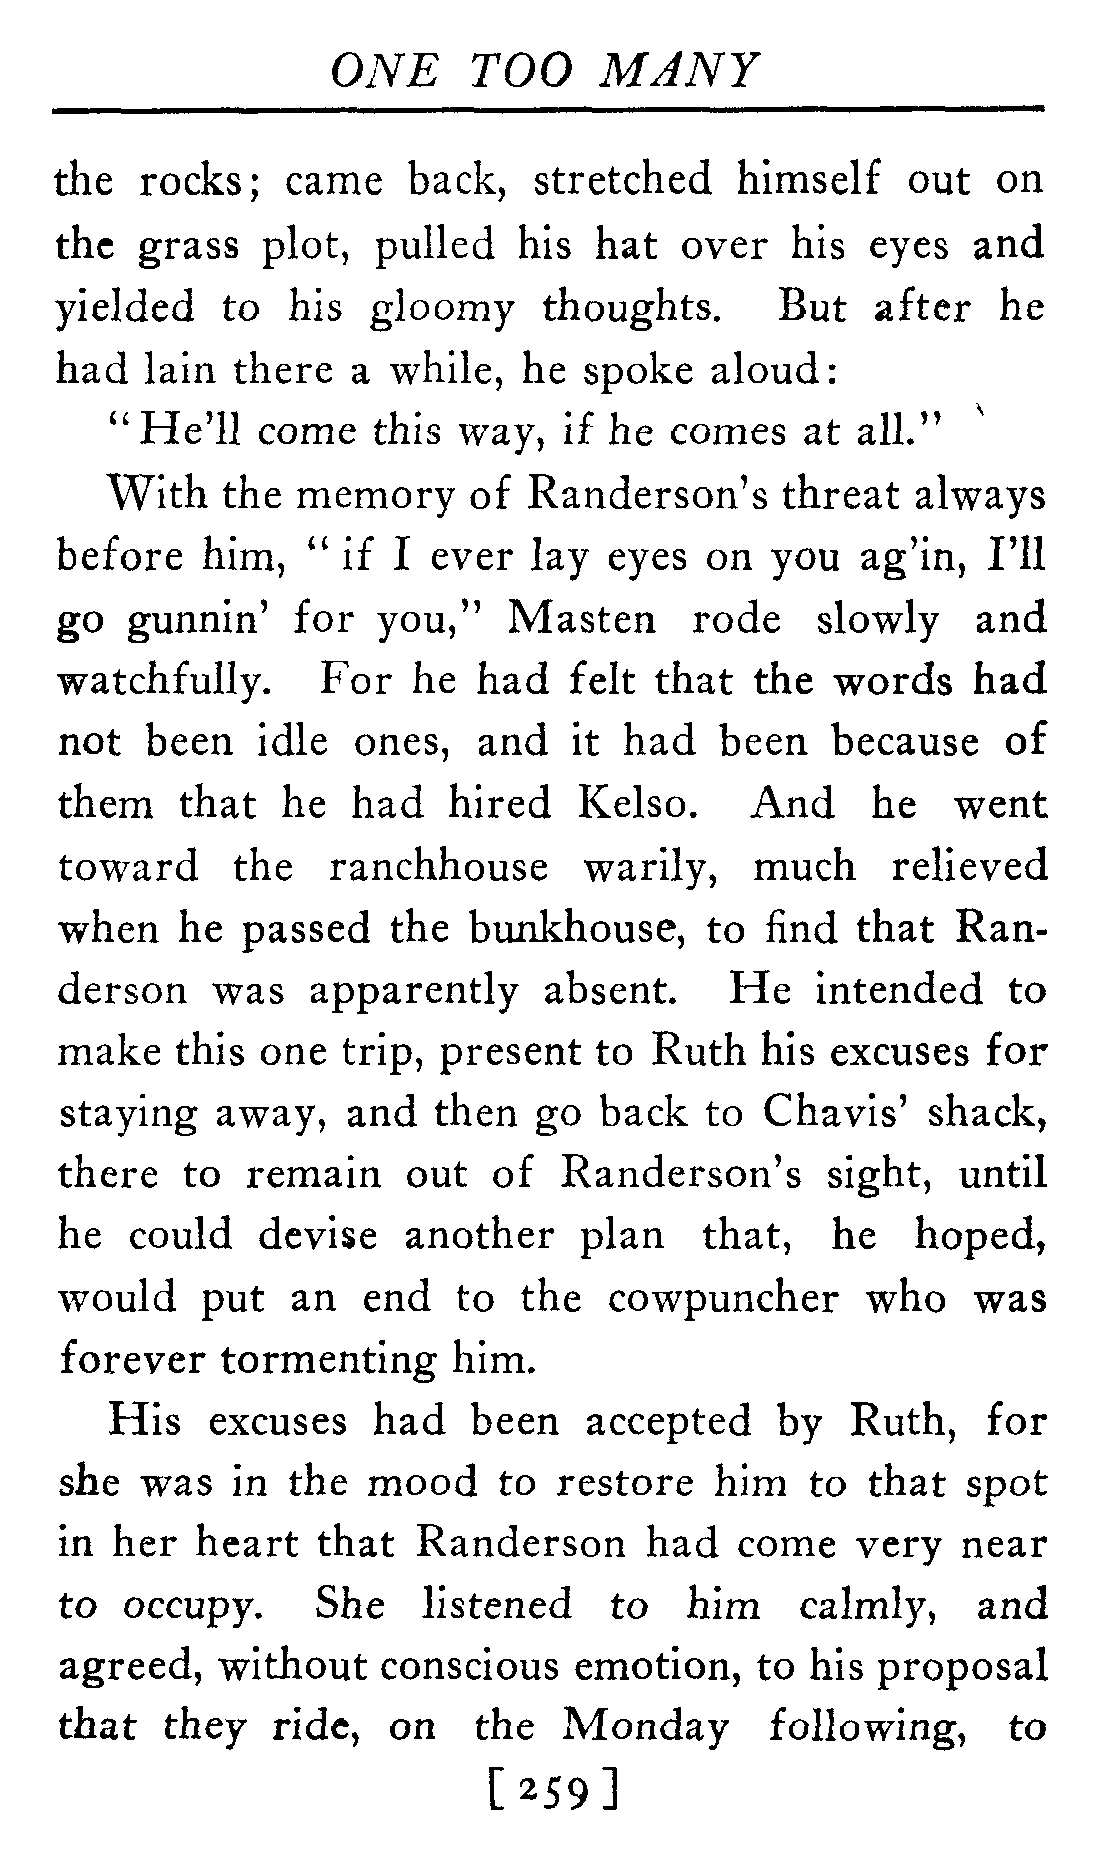 ONE TOO MANY
the rocks; came back, stretched himself out on
the grass plot, pulled his hat over his eyes and
yielded to his gloomy thoughts. But after he
had lain there a while, he spoke aloud:
"He'll come this way, if he comes at all."
With the memory of Randerson's threat always
before him, "if I ever lay eyes on you ag'in, I'll
go gunnin' for you," Masten rode slowly and
watchfully. For he had felt that the words had
not been idle ones, and it had been because of
them that he had hired Kelso. And he went
toward the ranchhouse warily, much relieved
when he passed the bunkhouse, to find that Ran-
derson was apparently absent. He intended to
make this one trip, present to Ruth his excuses for
staying away, and then go back to Chavis' shack,
there to remain out of Randerson's sight, until
he could devise another plan that, he hoped,
would put an end to the cowpuncher who was
forever tormenting him.
His excuses had been accepted by Ruth, for
she was in the mood to restore him to that spot
in her heart that Randerson had come very near
to occupy. She listened to him calmly, and
agreed, without conscious emotion, to his proposal
that they ride, on the Monday following, to
[259]